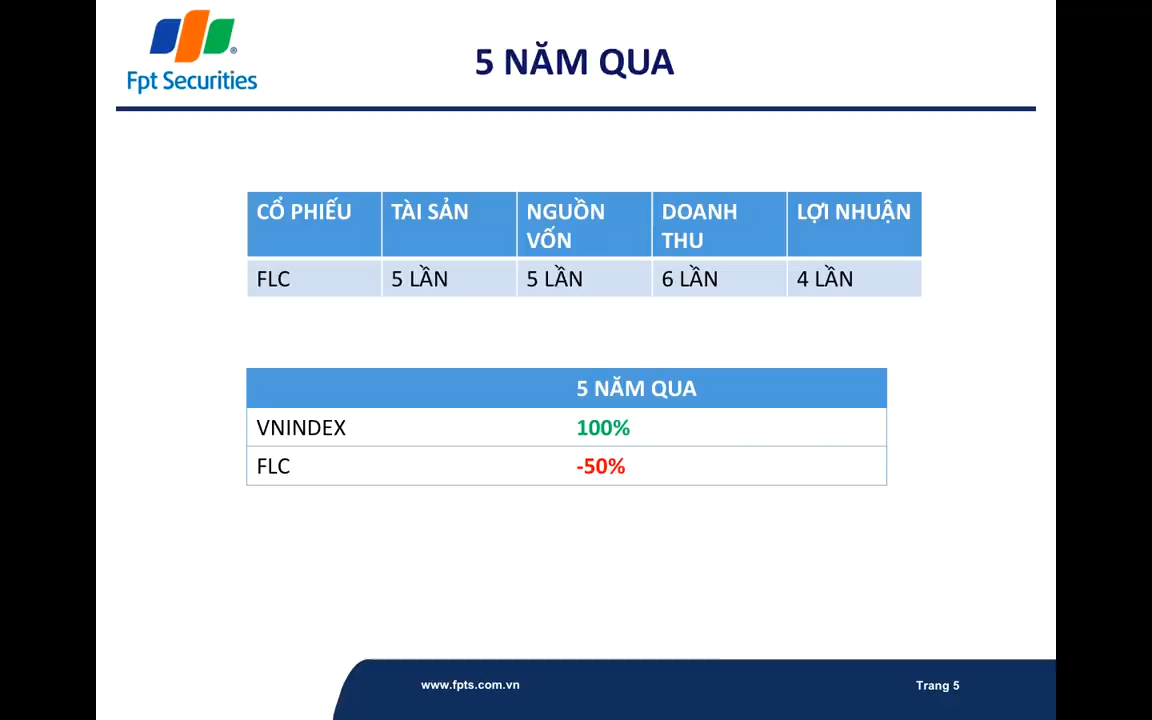 Fpt Securities
5 NĂM QUA
CỔ PHIẾU TÀI SẢN NGUỒN VỐN DOANH THU LỢI NHUẬN
FLC 5 LẦN 5 LẦN 6 LẦN 4 LẦN
5 NĂM QUA
VNINDEX 100%
FLC -50%
www.fpts.com.vn Trang 5